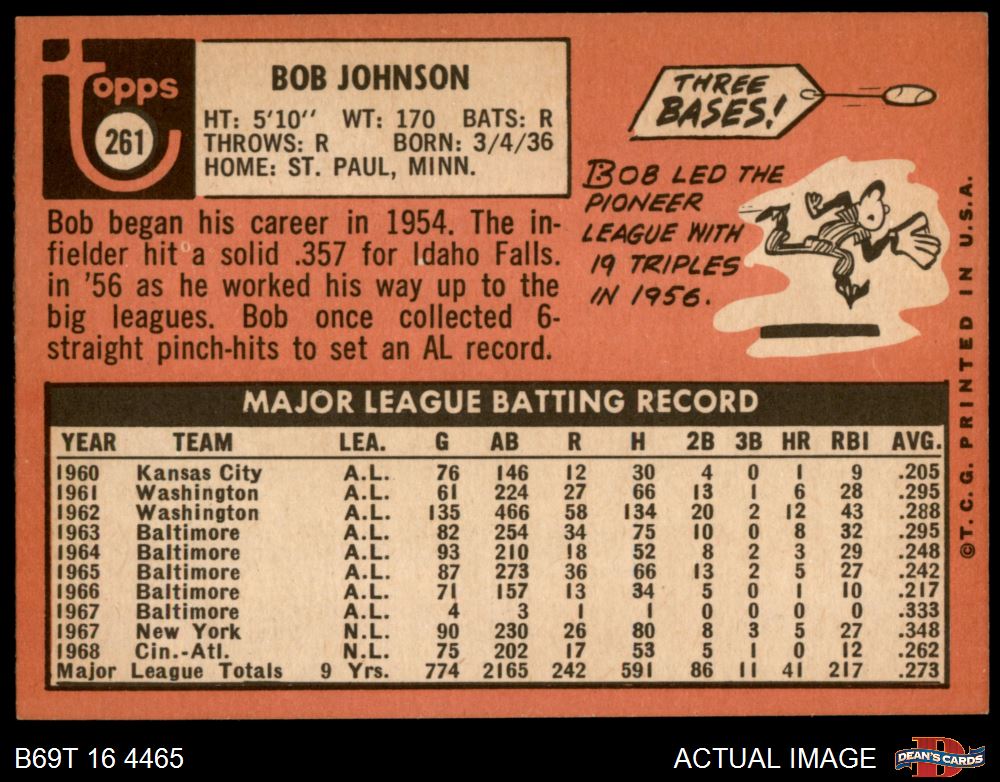 Topps
261
BOB JOHNSON
HT: 5'10" WT: 170 BATS: R
THROWS: R BORN: 3/4/36
HOME: ST. PAUL, MINN.
Bob began his career in 1954. The in-
fielder hit a solid .357 for Idaho Falls.
in '56 as he worked his way up to the
big leagues. Bob once collected 6-
straight pinch-hits to set an AL record.
THREE
BASES!
BOB LED THE
PIONEER
LEAGUE WITH
19 TRIPLES
IN 1956.
MAJOR LEAGUE BATTING RECORD
YEAR TEAM LEA. G AB R H 2B 3B HR RBI AVG.
1960 Kansas City A.L. 76 146 12 30 4 0 1 9 .205
1961 Washington A.L. 61 224 27 66 13 1 6 28 .295
1962 Washington A.L. 135 466 58 134 20 2 12 43 .288
1963 Baltimore A.L. 82 254 34 75 10 0 8 32 .295
1964 Baltimore A.L. 93 210 18 52 8 2 3 29 .248
1965 Baltimore A.L. 87 273 36 66 13 2 5 27 .242
1966 Baltimore A.L. 71 157 13 34 5 0 1 10 .217
1967 Baltimore A.L. 4 3 1 1 0 0 0 0 .333
1967 New York N.L. 90 230 26 80 8 3 5 27 .348
1968 Cin.-Atl. N.L. 75 202 17 53 5 1 0 12 .262
Major League Totals 9 Yrs. 774 2165 242 591 86 11 41 217 .273
©T.C.G. PRINTED IN U.S.A.
B69T 16 4465
ACTUAL IMAGE
D
DEAN'S CARDS